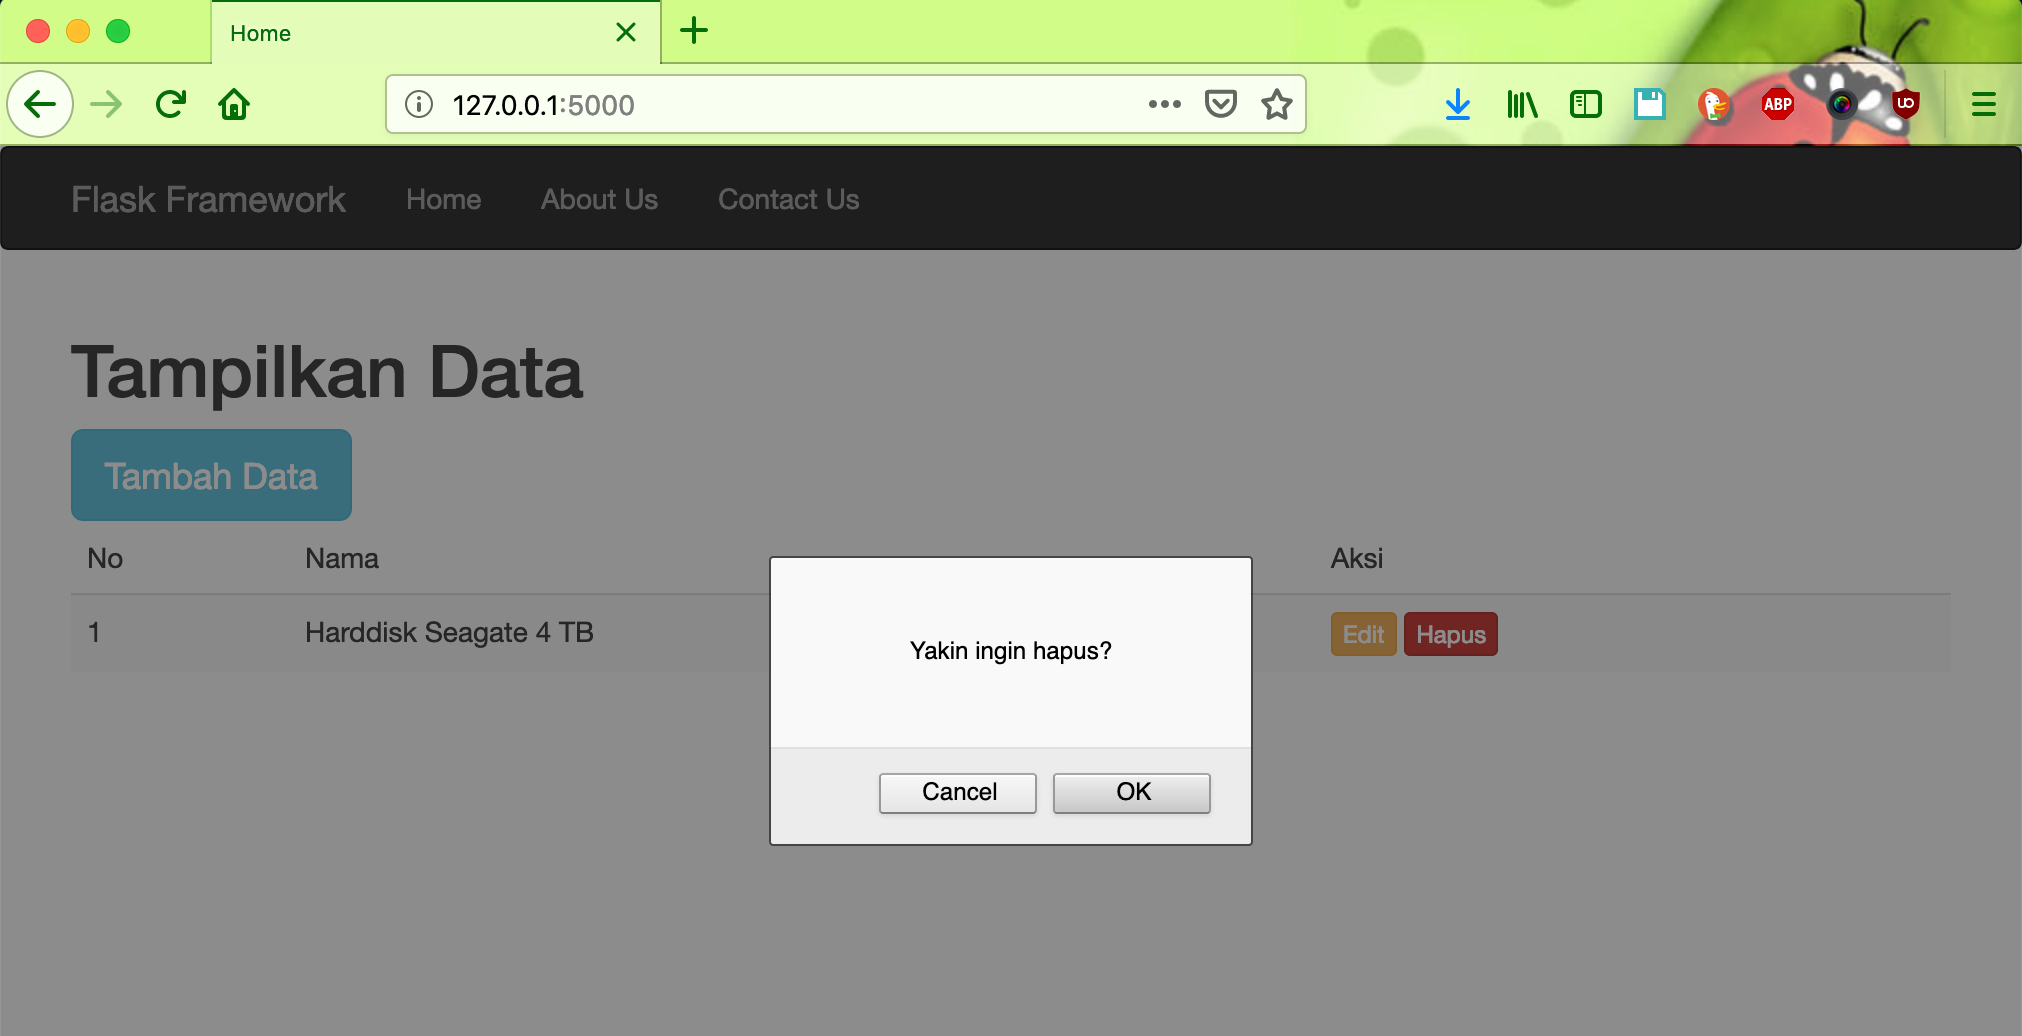 Home
127.0.0.1:5000
ABP
UO
Flask Framework Home About Us Contact Us
Tampilkan Data
Tambah Data
No Nama Aksi
1 Harddisk Seagate 4 TB Edit Hapus
Yakin ingin hapus?
Cancel OK